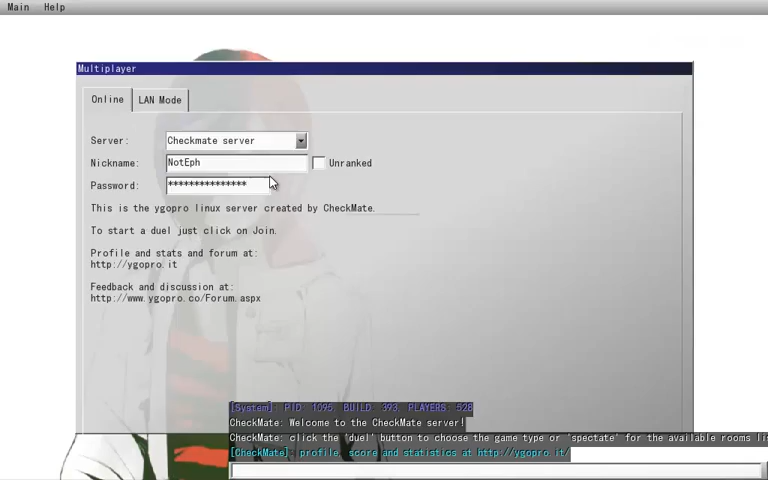 Main Help
Multiplayer
Online LAN Mode
Server: Checkmate server
Nickname: NotEph Unranked
Password: ***************
This is the ygopro linux server created by CheckMate.
To start a duel just click on Join.
Profile and stats and forum at:
http://ygopro.it
Feedback and discussion at:
http://www.ygopro.co/Forum.aspx
[System]: PID: 1095, BUILD: 393, PLAYERS: 528
CheckMate: Welcome to the CheckMate server!
CheckMate: click the 'duel' button to choose the game type or 'spectate' for the available rooms lis
[CheckMate]: profile, score and statistics at http://ygopro.it/